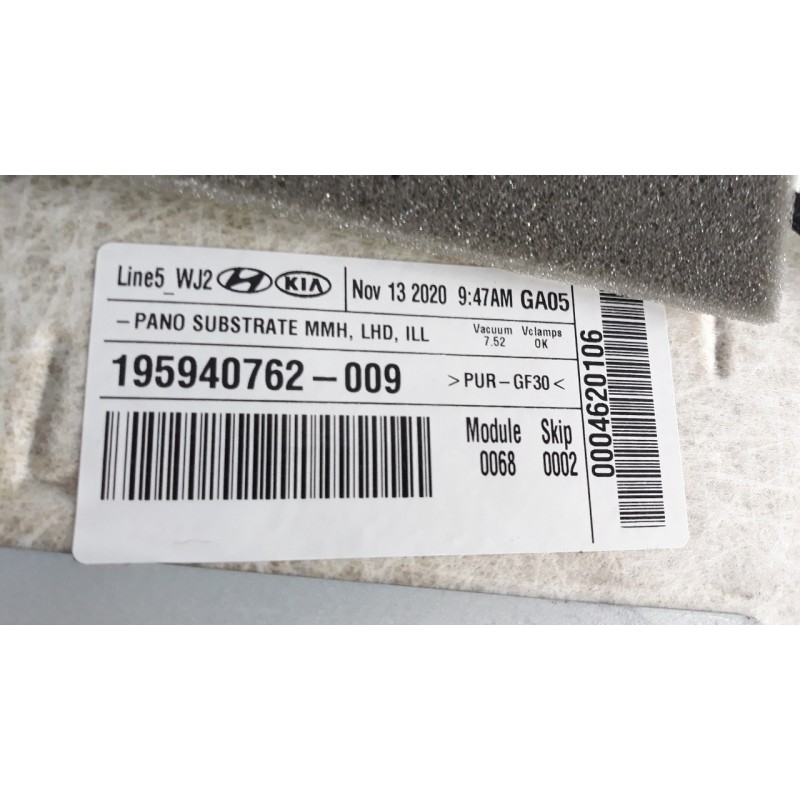 Line5_WJ2 KIA Nov 13 2020 9:47AM GA05
-PANO SUBSTRATE MMH, LHD, ILL
Vacuum Vclamps
7.52 OK
195940762-009 >PUR-GF30<
Module Skip
0068 0002
0004620106